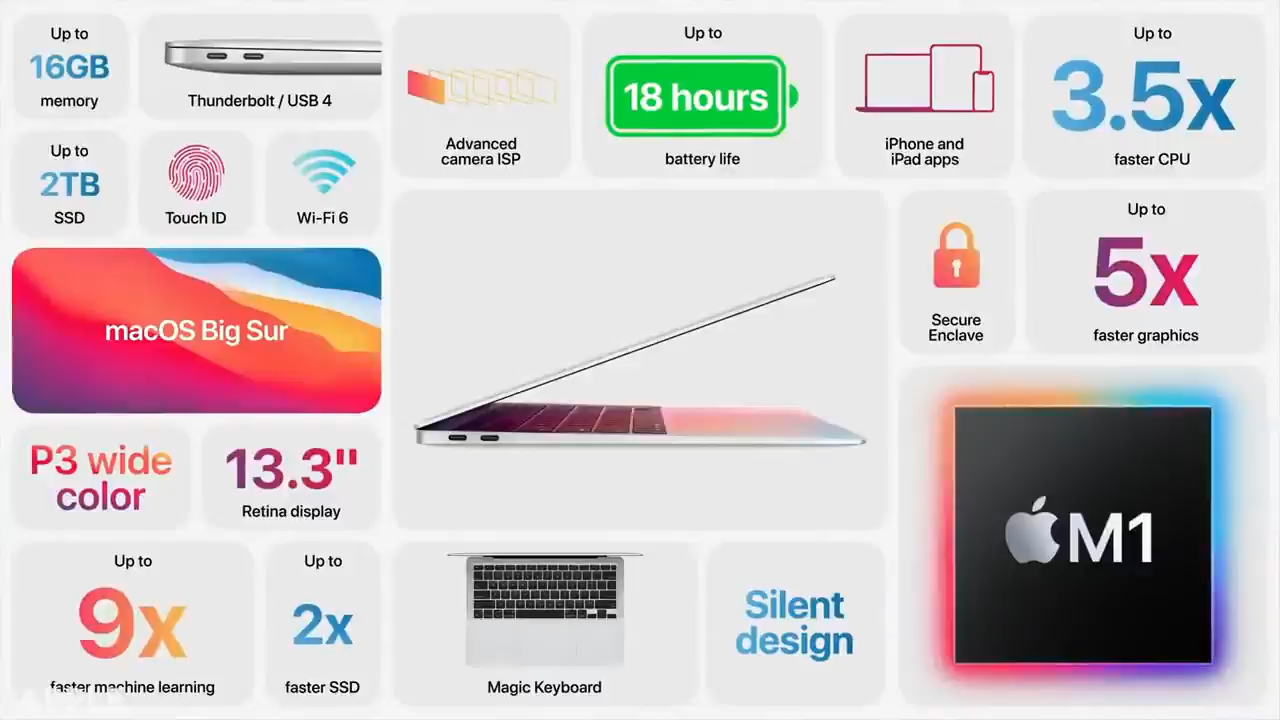 Up to
16GB
memory
Thunderbolt / USB 4
Up to
2TB
SSD
Touch ID
Wi-Fi 6
macOS Big Sur
P3 wide
color
13.3"
Retina display
Up to
9x
faster machine learning
Up to
2x
faster SSD
Advanced
camera ISP
Up to
18 hours
battery life
iPhone and
iPad apps
Up to
3.5x
faster CPU
Secure
Enclave
Up to
5x
faster graphics
M1
Magic Keyboard
Silent
design